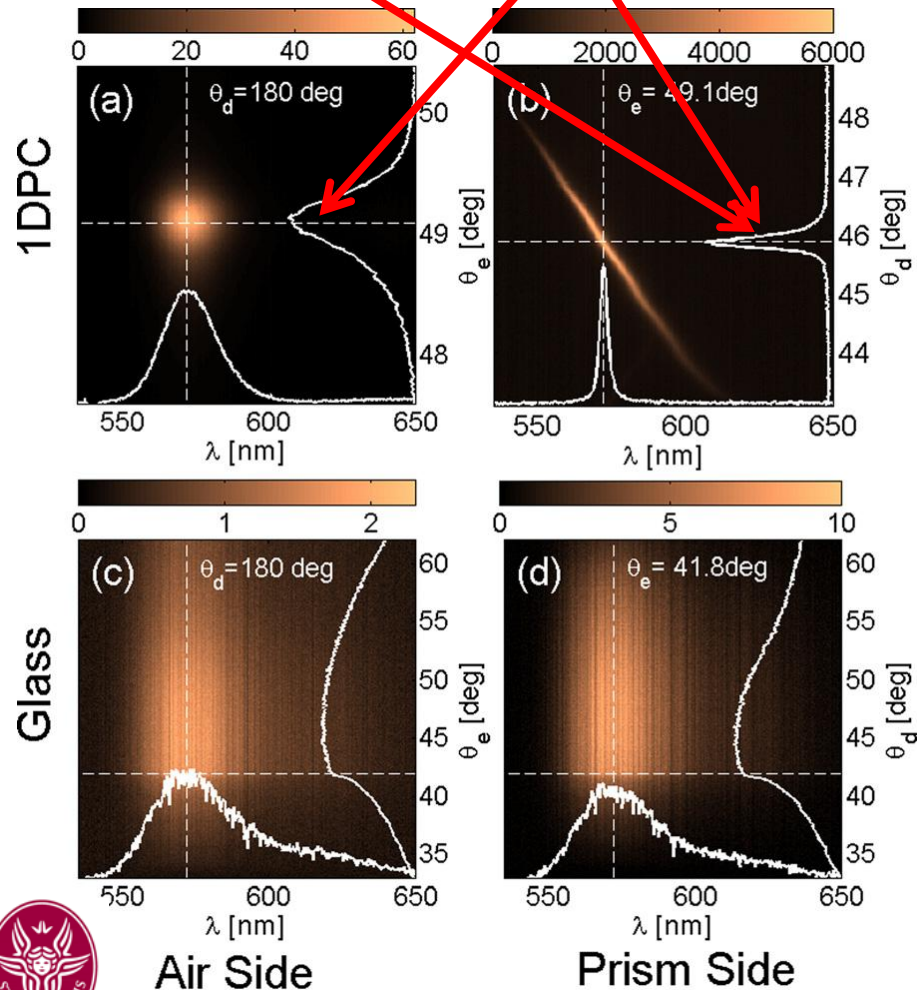 0 20 40 60
0 2000 4000 6000
1DPC
(a)
θd=180 deg
50
49
48
θe [deg]
550 600 650
λ [nm]
(b)
θe= 49.1deg
48
47
46
45
44
θd [deg]
550 600 650
λ [nm]
0 1 2
0 5 10
Glass
(c)
θd=180 deg
60
55
50
45
40
35
θe [deg]
550 600 650
λ [nm]
(d)
θe= 41.8deg
60
55
50
45
40
35
θd [deg]
550 600 650
λ [nm]
Air Side
Prism Side